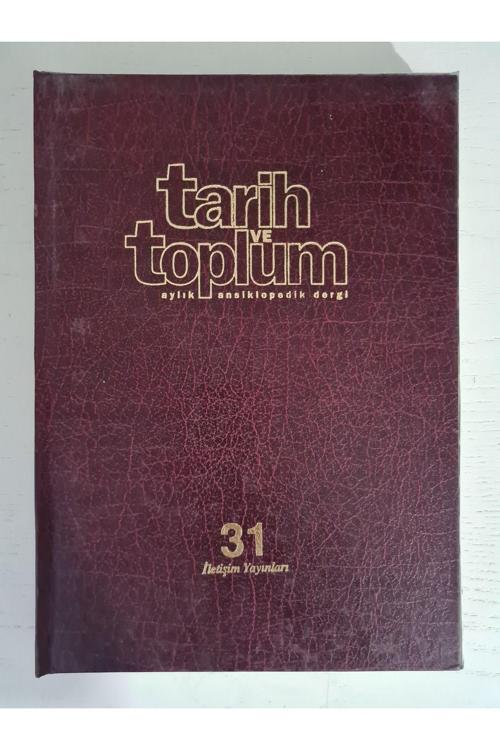 tarih
VE
toplum
aylık ansiklopedik dergi
31
İletişim Yayınları